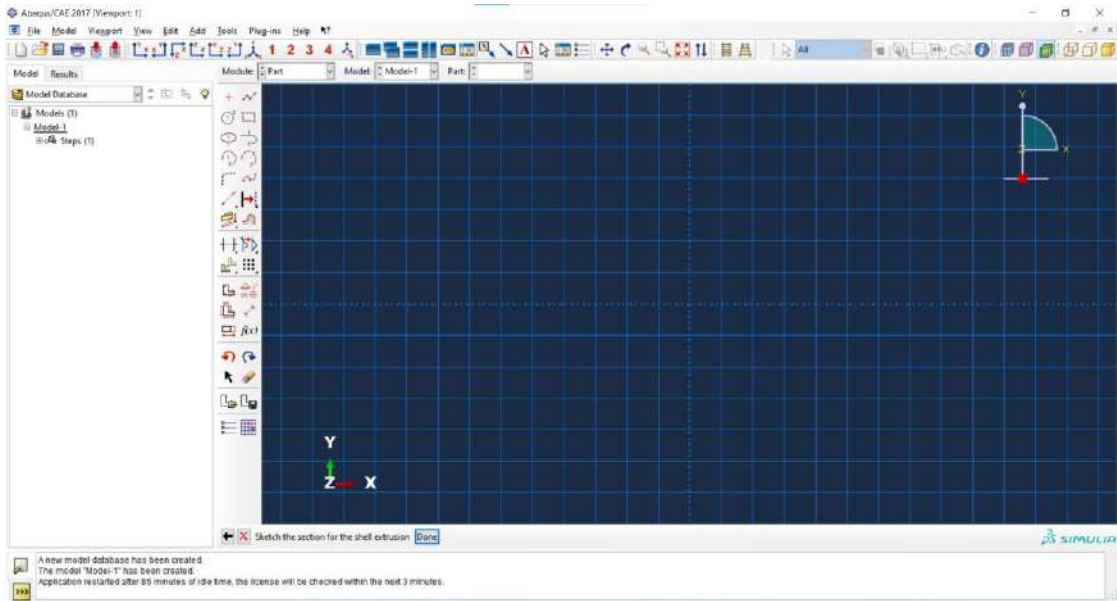 Abaqus/CAE 2017 [Viewport: 1]
File Model Viewport View Edit Add Tools Plug-ins Help
1 2 3 4 A All
Model Results Module: Part Model: Model-1 Part:
Model Database
Models (1)
Model-1
Steps (1)
f(x)
Y
Z X
Y
Z X
Sketch the section for the shell extrusion Done
SIMULIA
A new model database has been created.
The model "Model-1" has been created.
Application restarted after 85 minutes of idle time; the license will be checked within the next 3 minutes.
>>>